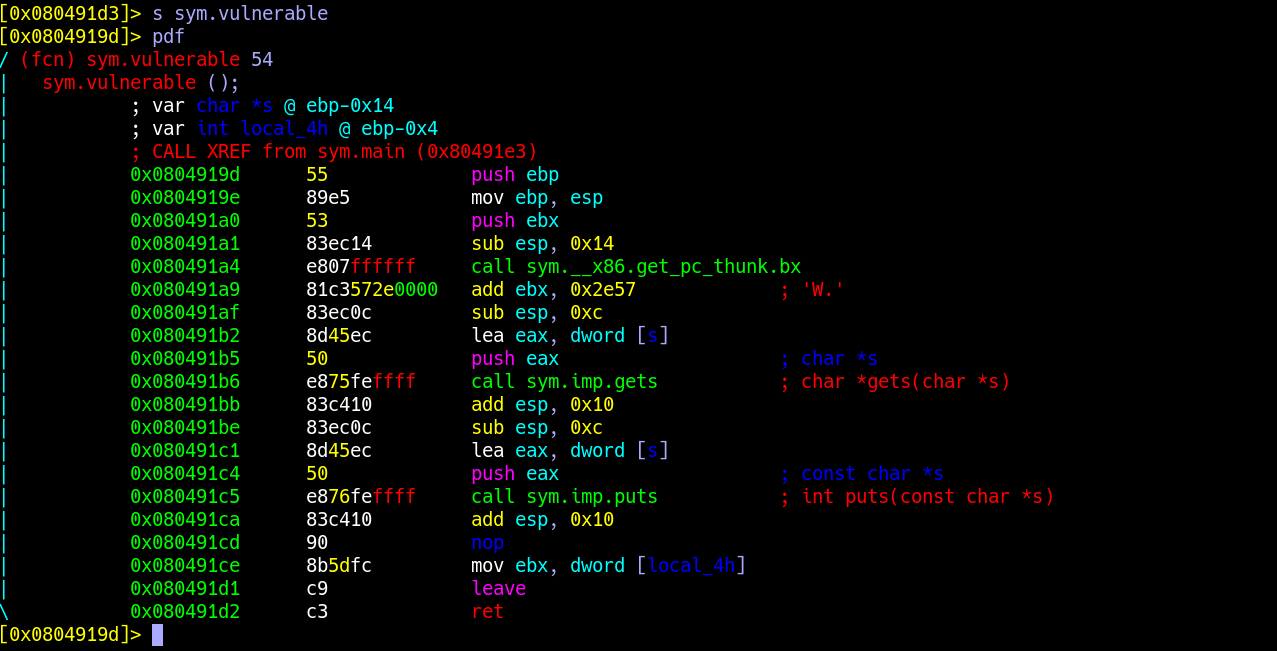 [0x080491d3]> s sym.vulnerable
[0x0804919d]> pdf
/ (fcn) sym.vulnerable 54
|   sym.vulnerable ();
|           ; var char *s @ ebp-0x14
|           ; var int local_4h @ ebp-0x4
|           ; CALL XREF from sym.main (0x80491e3)
|           0x0804919d      55             push ebp
|           0x0804919e      89e5           mov ebp, esp
|           0x080491a0      53             push ebx
|           0x080491a1      83ec14         sub esp, 0x14
|           0x080491a4      e807ffffff     call sym.__x86.get_pc_thunk.bx
|           0x080491a9      81c3572e0000   add ebx, 0x2e57             ; 'W.'
|           0x080491af      83ec0c         sub esp, 0xc
|           0x080491b2      8d45ec         lea eax, dword [s]
|           0x080491b5      50             push eax                    ; char *s
|           0x080491b6      e875feffff     call sym.imp.gets           ; char *gets(char *s)
|           0x080491bb      83c410         add esp, 0x10
|           0x080491be      83ec0c         sub esp, 0xc
|           0x080491c1      8d45ec         lea eax, dword [s]
|           0x080491c4      50             push eax                    ; const char *s
|           0x080491c5      e876feffff     call sym.imp.puts           ; int puts(const char *s)
|           0x080491ca      83c410         add esp, 0x10
|           0x080491cd      90             nop
|           0x080491ce      8b5dfc         mov ebx, dword [local_4h]
|           0x080491d1      c9             leave
\           0x080491d2      c3             ret
[0x0804919d]>